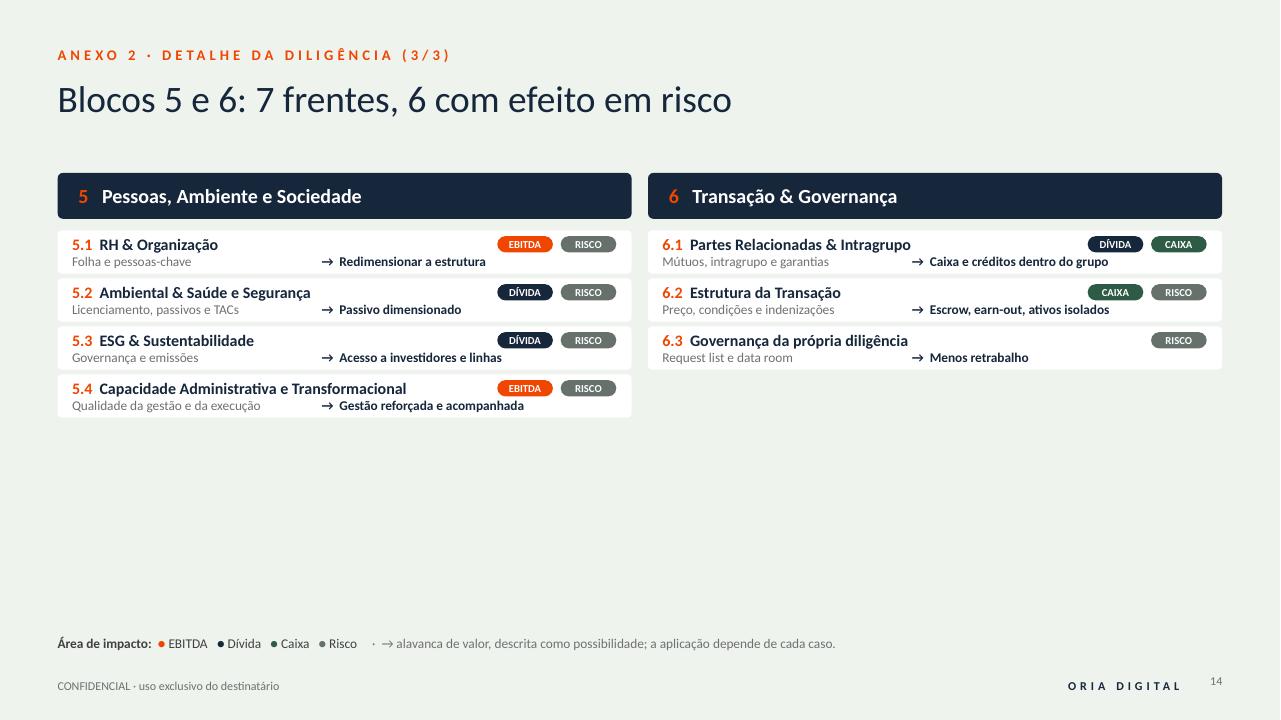 ANEXO 2 · DETALHE DA DILIGÊNCIA (3/3)
Blocos 5 e 6: 7 frentes, 6 com efeito em risco
5 Pessoas, Ambiente e Sociedade
5.1 RH & Organização EBITDA RISCO
Folha e pessoas-chave → Redimensionar a estrutura
5.2 Ambiental & Saúde e Segurança DÍVIDA RISCO
Licenciamento, passivos e TACs → Passivo dimensionado
5.3 ESG & Sustentabilidade DÍVIDA RISCO
Governança e emissões → Acesso a investidores e linhas
5.4 Capacidade Administrativa e Transformacional EBITDA RISCO
Qualidade da gestão e da execução → Gestão reforçada e acompanhada
6 Transação & Governança
6.1 Partes Relacionadas & Intragrupo DÍVIDA CAIXA
Mútuos, intragrupo e garantias → Caixa e créditos dentro do grupo
6.2 Estrutura da Transação CAIXA RISCO
Preço, condições e indenizações → Escrow, earn-out, ativos isolados
6.3 Governança da própria diligência RISCO
Request list e data room → Menos retrabalho
Área de impacto: ● EBITDA ● Dívida ● Caixa ● Risco · → alavanca de valor, descrita como possibilidade; a aplicação depende de cada caso.
CONFIDENCIAL · uso exclusivo do destinatário
ORIA DIGITAL 14